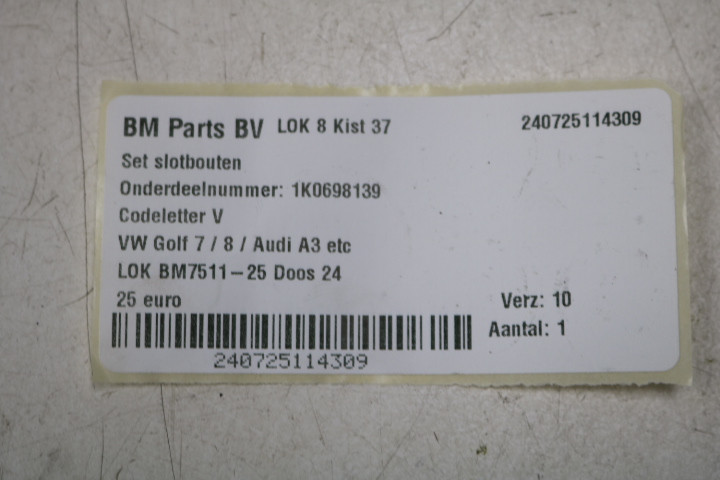 BM Parts BV LOK 8 Kist 37 240725114309
Set slotbouten
Onderdeelnummer: 1K0698139
Codeletter V
VW Golf 7 / 8 / Audi A3 etc
LOK BM7511-25 Doos 24
25 euro Verz: 10
Aantal: 1
240725114309